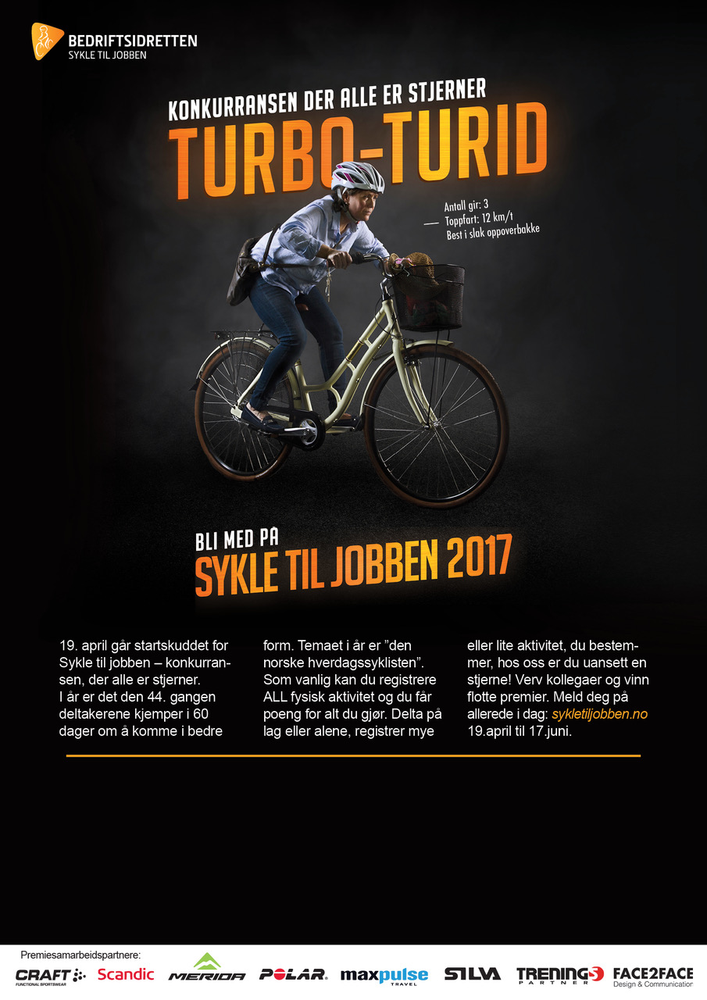 BEDRIFTSIDRETTEN
SYKLE TIL JOBBEN
KONKURRANSEN DER ALLE ER STJERNER
TURBO-TURID
Antall gir: 3
Toppfart: 12 km/t
Best i slak oppoverbakke
BLI MED PÅ
SYKLE TIL JOBBEN 2017
19. april går startskuddet for
Sykle til jobben – konkurran-
sen, der alle er stjerner.
I år er det den 44. gangen
deltakerene kjemper i 60
dager om å komme i bedre
form. Temaet i år er ”den
norske hverdagssyklisten”.
Som vanlig kan du registrere
ALL fysisk aktivitet og du får
poeng for alt du gjør. Delta på
lag eller alene, registrer mye
eller lite aktivitet, du bestem-
mer, hos oss er du uansett en
stjerne! Verv kollegaer og vinn
flotte premier. Meld deg på
allerede i dag: sykletiljobben.no
19.april til 17.juni.
Premiesamarbeidspartnere:
CRAFT
FUNCTIONAL SPORTSWEAR
Scandic
MERIDA
POLAR
maxpulse
TRAVEL
SILVA
TRENINGS
PARTNER
FACE2FACE
Design & Communication